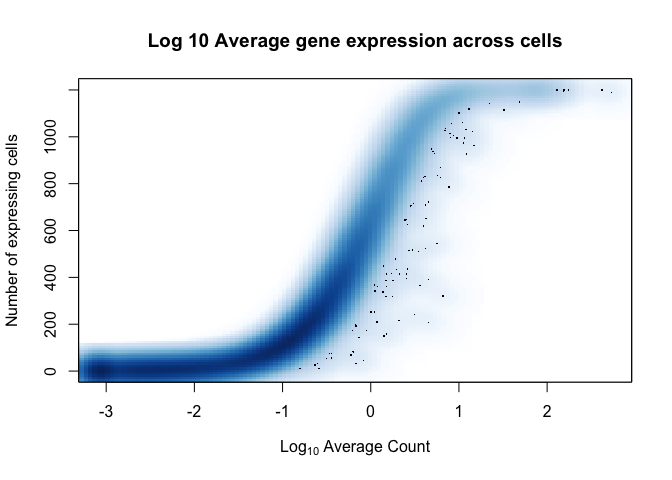 Log 10 Average gene expression across cells
Number of expressing cells
1000
800
600
400
200
0
-3 -2 -1 0 1 2
Log₁₀ Average Count